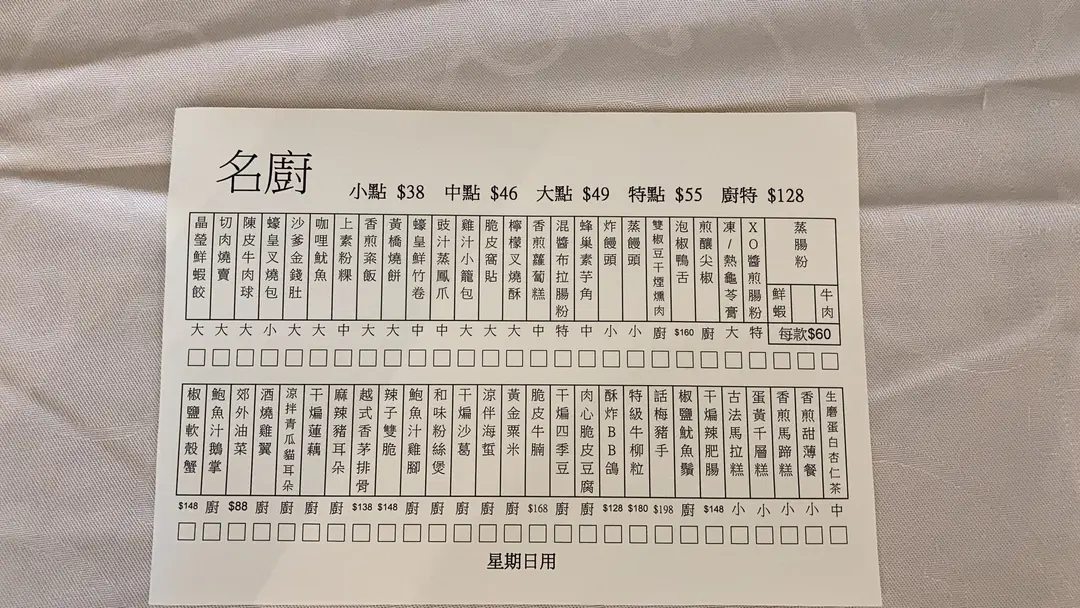 名廚
小點 $38 中點 $46 大點 $49 特點 $55 廚特 $128
晶瑩鮮蝦餃
切肉燒賣
陳皮牛肉球
蠔皇叉燒包
沙爹金錢肚
咖哩魷魚
上素粉粿
香煎菜飯
黃橋燒餅
蠔皇鮮竹卷
豉汁蒸鳳爪
雞汁小籠包
脆皮窩貼
檸檬叉燒酥
香煎蘿蔔糕
混醬布拉腸粉
蜂巢素芋角
炸饅頭
蒸饅頭
雙椒豆干煙燻肉
泡椒鴨舌
煎釀尖椒
凍/熱龜苓膏
XO醬煎腸粉
蒸腸粉
鮮蝦
牛肉
大 大 大 小 大 大 中 大 大 中 中 大 大 大 中 特 中 小 小 廚 $160 廚 大 特 每款$60
椒鹽軟殼蟹
鮑魚汁鵝掌
郊外油菜
酒燒雞翼
涼拌青瓜貓耳朵
干煸蓮藕
麻辣豬耳朵
越式香茅排骨
辣子雙脆
鮑魚汁雞腳
和味粉絲煲
干煸沙葛
涼伴海蜇
黃金粟米
脆皮牛腩
干煸四季豆
肉心脆皮豆腐
酥炸BB鴿
特級牛柳粒
話梅豬手
椒鹽魷魚鬚
干煸辣肥腸
古法馬拉糕
蛋黃千層糕
香煎馬蹄糕
香煎甜薄餐
生磨蛋白杏仁茶
$148 廚 $88 廚 廚 廚 廚 $138 $148 廚 廚 廚 廚 廚 $168 廚 廚 $128 $180 $198 廚 $148 小 小 小 小 中
星期日用